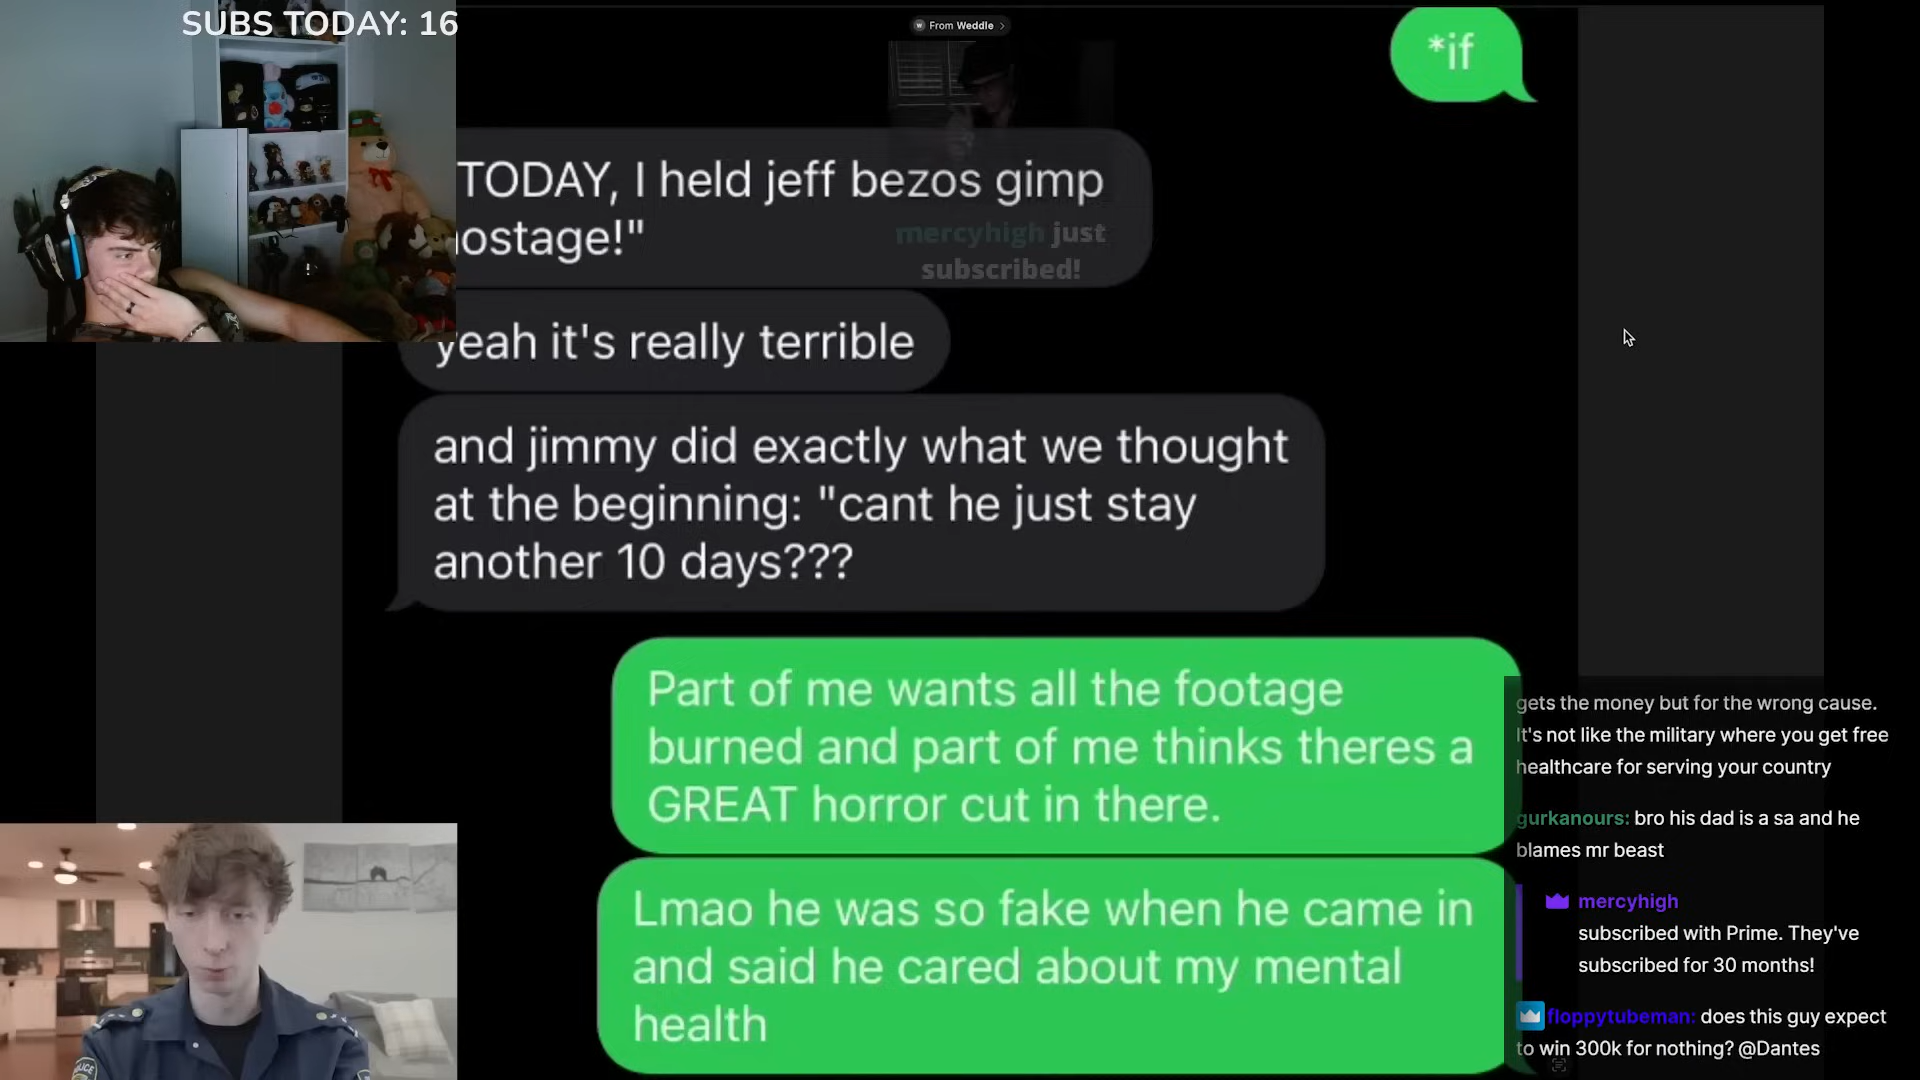 SUBS TODAY: 16
From Weddle >
*if
TODAY, I held jeff bezos gimp
ostage!"
mercyhigh just
subscribed!
yeah it's really terrible
and jimmy did exactly what we thought
at the beginning: "cant he just stay
another 10 days???
Part of me wants all the footage
burned and part of me thinks theres a
GREAT horror cut in there.
Lmao he was so fake when he came in
and said he cared about my mental
health
gets the money but for the wrong cause.
It's not like the military where you get free
healthcare for serving your country
gurkanours: bro his dad is a sa and he
blames mr beast
mercyhigh
subscribed with Prime. They've
subscribed for 30 months!
floppytubeman: does this guy expect
to win 300k for nothing? @Dantes